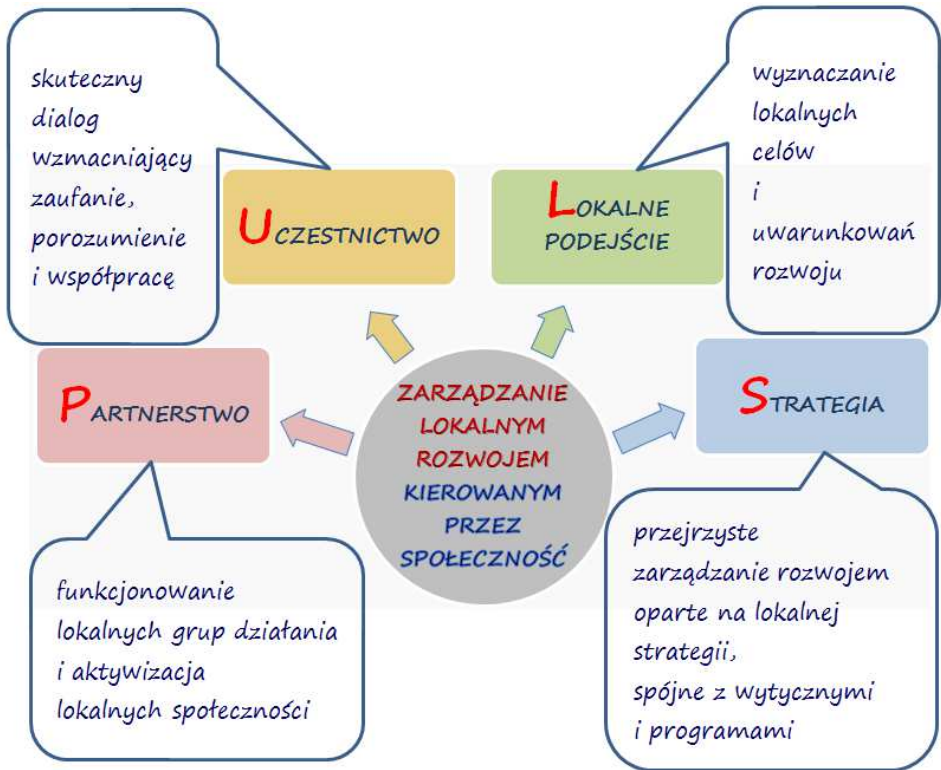 skuteczny
dialog
wzmacniający
zaufanie,
porozumienie
i współpracę
wyznaczanie
lokalnych
celów
i
uwarunkowań
rozwoju
UCZESTNICTWO
LOKALNE
PODEJŚCIE
PARTNERSTWO
STRATEGIA
ZARZĄDZANIE
LOKALNYM
ROZWOJEM
KIEROWANYM
PRZEZ
SPOŁECZNOŚĆ
funkcjonowanie
lokalnych grup działania
i aktywizacja
lokalnych społeczności
przejrzyste
zarządzanie rozwojem
oparte na lokalnej
strategii,
spójne z wytycznymi
i programami